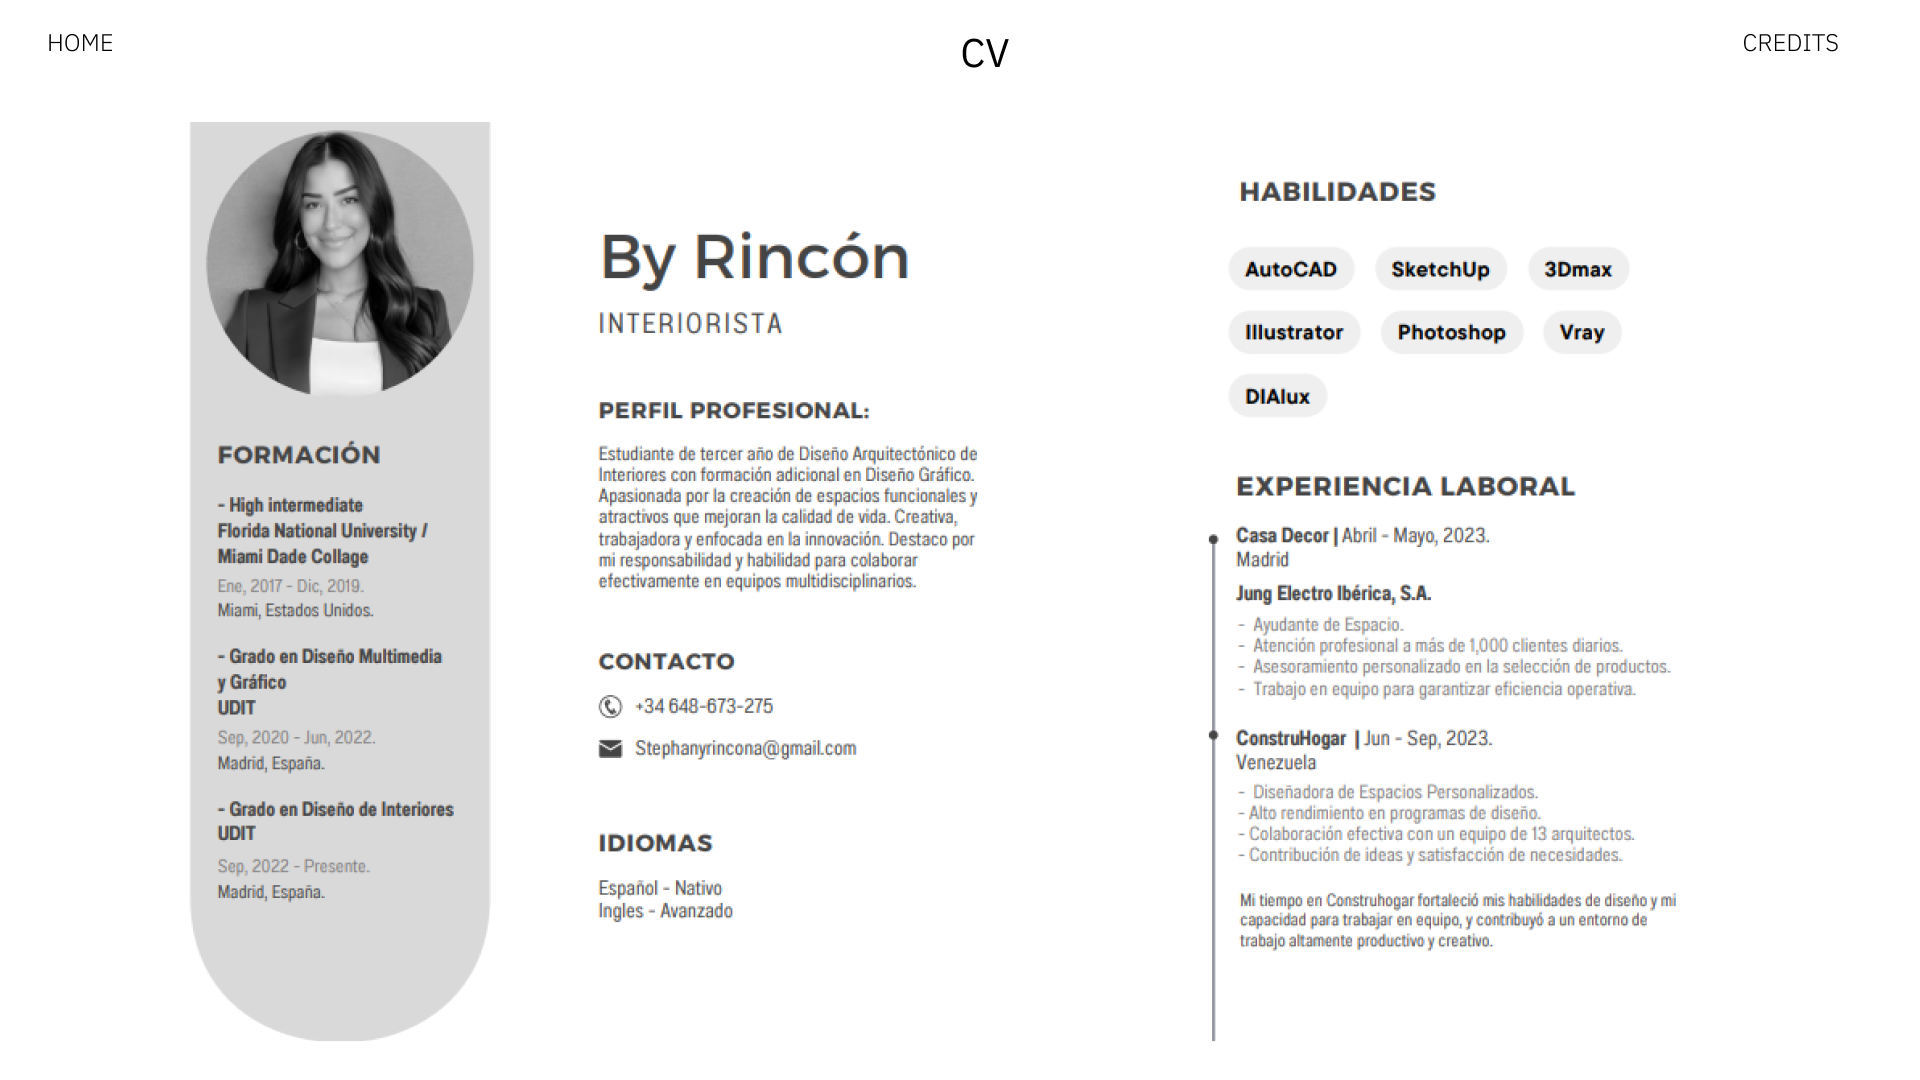 HOME
CV
CREDITS
FORMACIÓN
- High intermediate
Florida National University /
Miami Dade Collage
Ene, 2017 - Dic, 2019.
Miami, Estados Unidos.
- Grado en Diseño Multimedia
y Gráfico
UDIT
Sep, 2020 - Jun, 2022.
Madrid, España.
- Grado en Diseño de Interiores
UDIT
Sep, 2022 - Presente.
Madrid, España.
By Rincón
INTERIORISTA
PERFIL PROFESIONAL:
Estudiante de tercer año de Diseño Arquitectónico de
Interiores con formación adicional en Diseño Gráfico.
Apasionada por la creación de espacios funcionales y
atractivos que mejoran la calidad de vida. Creativa,
trabajadora y enfocada en la innovación. Destaco por
mi responsabilidad y habilidad para colaborar
efectivamente en equipos multidisciplinarios.
CONTACTO
+34 648-673-275
Stephanyrincona@gmail.com
IDIOMAS
Español - Nativo
Ingles - Avanzado
HABILIDADES
AutoCAD SketchUp 3Dmax
Illustrator Photoshop Vray
DIAlux
EXPERIENCIA LABORAL
Casa Decor | Abril - Mayo, 2023.
Madrid
Jung Electro Ibérica, S.A.
- Ayudante de Espacio.
- Atención profesional a más de 1,000 clientes diarios.
- Asesoramiento personalizado en la selección de productos.
- Trabajo en equipo para garantizar eficiencia operativa.
ConstruHogar | Jun - Sep, 2023.
Venezuela
- Diseñadora de Espacios Personalizados.
- Alto rendimiento en programas de diseño.
- Colaboración efectiva con un equipo de 13 arquitectos.
- Contribución de ideas y satisfacción de necesidades.
Mi tiempo en Construhogar fortaleció mis habilidades de diseño y mi
capacidad para trabajar en equipo, y contribuyó a un entorno de
trabajo altamente productivo y creativo.